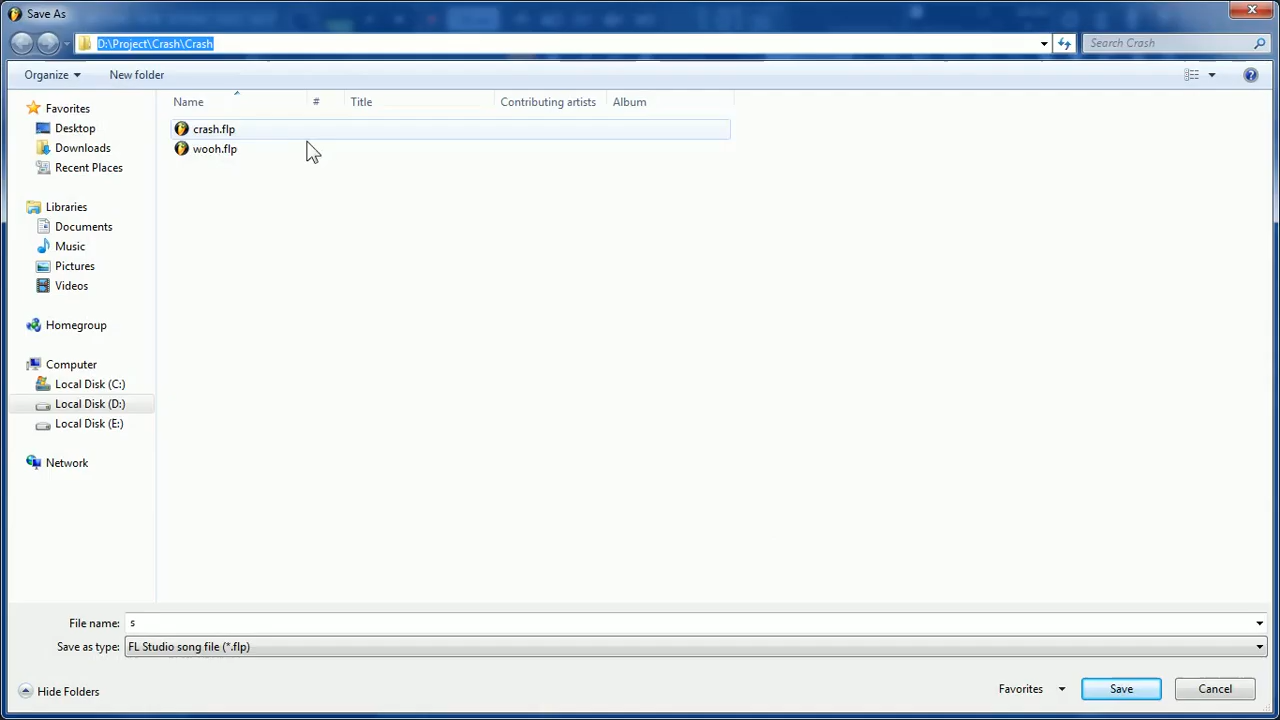 Save As
D:\Project\Crash\Crash
Search Crash
Organize
New folder
Name
#
Title
Contributing artists
Album
Favorites
Desktop
Downloads
Recent Places
Libraries
Documents
Music
Pictures
Videos
Homegroup
Computer
Local Disk (C:)
Local Disk (D:)
Local Disk (E:)
Network
crash.flp
wooh.flp
File name: s
Save as type: FL Studio song file (*.flp)
Hide Folders
Favorites
Save
Cancel